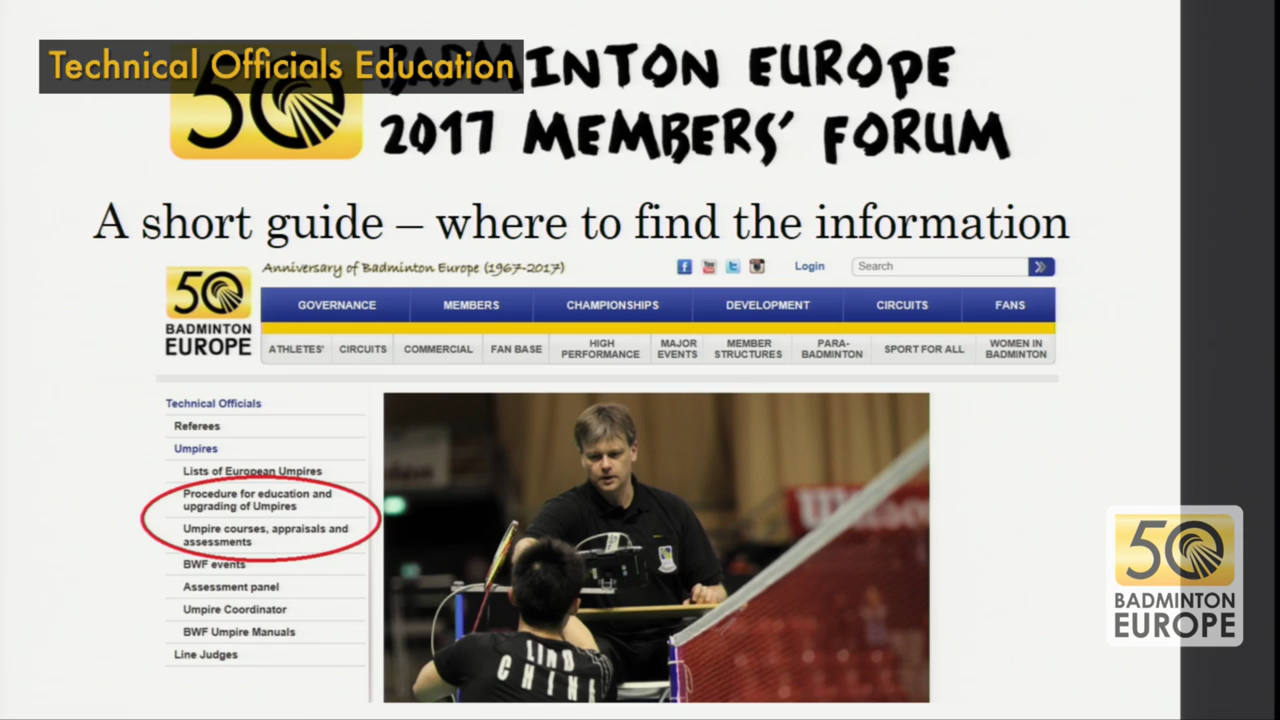 Technical Officials Education
50
BADMINTON EUROPE
2017 MEMBERS' FORUM
A short guide – where to find the information
50
BADMINTON
EUROPE
Anniversary of Badminton Europe (1967-2017)
Login
Search
GOVERNANCE MEMBERS CHAMPIONSHIPS DEVELOPMENT CIRCUITS FANS
ATHLETES' CIRCUITS COMMERCIAL FAN BASE HIGH PERFORMANCE MAJOR EVENTS MEMBER STRUCTURES PARA-BADMINTON SPORT FOR ALL WOMEN IN BADMINTON
Technical Officials
Referees
Umpires
Lists of European Umpires
Procedure for education and
upgrading of Umpires
Umpire courses, appraisals and
assessments
BWF events
Assessment panel
Umpire Coordinator
BWF Umpire Manuals
Line Judges
Wilson
50
BADMINTON
EUROPE